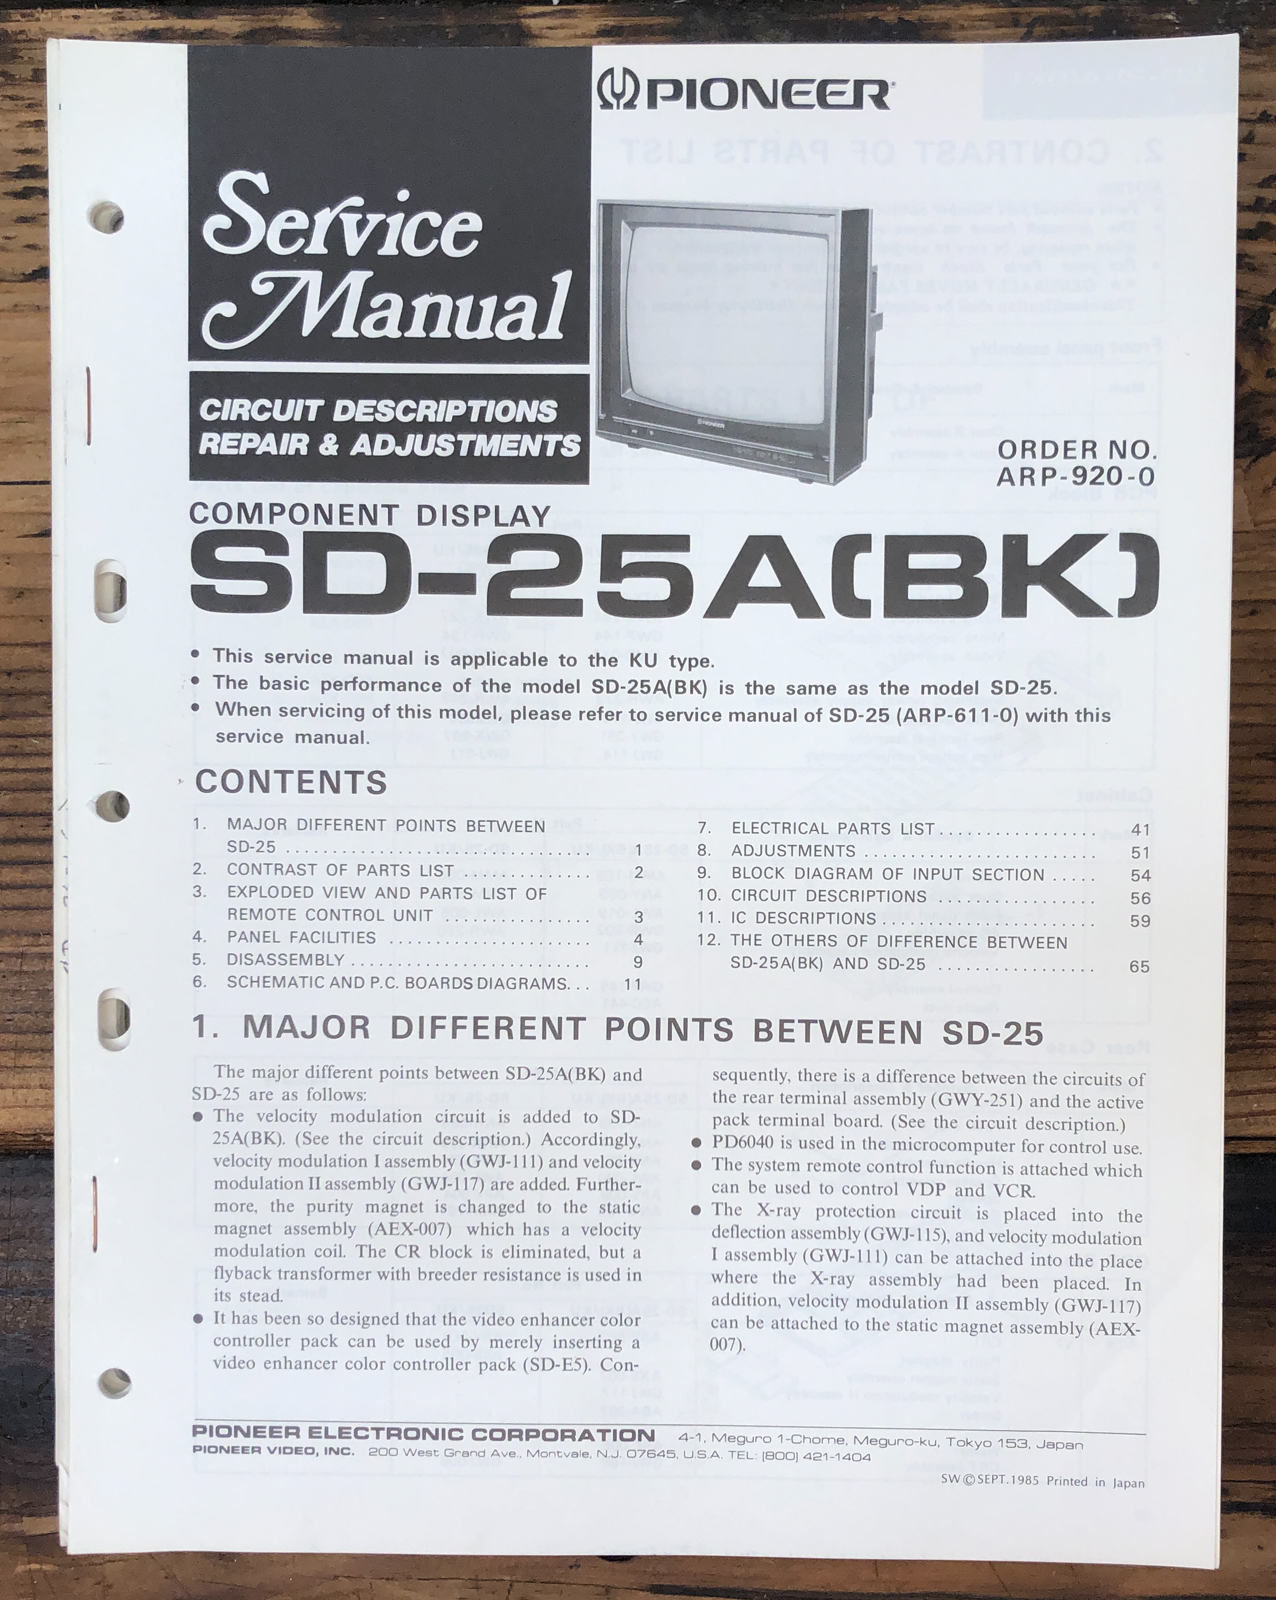 PIONEER
Service
Manual
CIRCUIT DESCRIPTIONS
REPAIR & ADJUSTMENTS
PIONEER
ORDER NO.
ARP-920-0
COMPONENT DISPLAY
SD-25A(BK)
• This service manual is applicable to the KU type.
• The basic performance of the model SD-25A(BK) is the same as the model SD-25.
• When servicing of this model, please refer to service manual of SD-25 (ARP-611-0) with this
service manual.
CONTENTS
1. MAJOR DIFFERENT POINTS BETWEEN
SD-25 ................................ 1
2. CONTRAST OF PARTS LIST .............. 2
3. EXPLODED VIEW AND PARTS LIST OF
REMOTE CONTROL UNIT ................ 3
4. PANEL FACILITIES ..................... 4
5. DISASSEMBLY......................... 9
6. SCHEMATIC AND P.C. BOARDS DIAGRAMS... 11
7. ELECTRICAL PARTS LIST................. 41
8. ADJUSTMENTS ......................... 51
9. BLOCK DIAGRAM OF INPUT SECTION ..... 54
10. CIRCUIT DESCRIPTIONS ................. 56
11. IC DESCRIPTIONS....................... 59
12. THE OTHERS OF DIFFERENCE BETWEEN
SD-25A(BK) AND SD-25 ................. 65
1. MAJOR DIFFERENT POINTS BETWEEN SD-25
The major different points between SD-25A(BK) and
SD-25 are as follows:
● The velocity modulation circuit is added to SD-
25A(BK). (See the circuit description.) Accordingly,
velocity modulation I assembly (GWJ-111) and velocity
modulation II assembly (GWJ-117) are added. Further-
more, the purity magnet is changed to the static
magnet assembly (AEX-007) which has a velocity
modulation coil. The CR block is eliminated, but a
flyback transformer with breeder resistance is used in
its stead.
● It has been so designed that the video enhancer color
controller pack can be used by merely inserting a
video enhancer color controller pack (SD-E5). Con-
sequently, there is a difference between the circuits of
the rear terminal assembly (GWY-251) and the active
pack terminal board. (See the circuit description.)
● PD6040 is used in the microcomputer for control use.
● The system remote control function is attached which
can be used to control VDP and VCR.
● The X-ray protection circuit is placed into the
deflection assembly (GWJ-115), and velocity modulation
I assembly (GWJ-111) can be attached into the place
where the X-ray assembly had been placed. In
addition, velocity modulation II assembly (GWJ-117)
can be attached to the static magnet assembly (AEX-
007).
PIONEER ELECTRONIC CORPORATION 4-1, Meguro 1-Chome, Meguro-ku, Tokyo 153, Japan
PIONEER VIDEO, INC. 200 West Grand Ave., Montvale, N.J. 07645, U.S.A. TEL: (800) 421-1404
SW©SEPT.1985 Printed in Japan